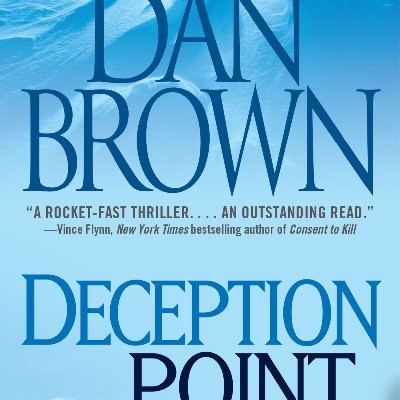 DAN
BROWN
"A ROCKET-FAST THRILLER. . . . AN OUTSTANDING READ."
—Vince Flynn, New York Times bestselling author of Consent to Kill
DECEPTION
POINT